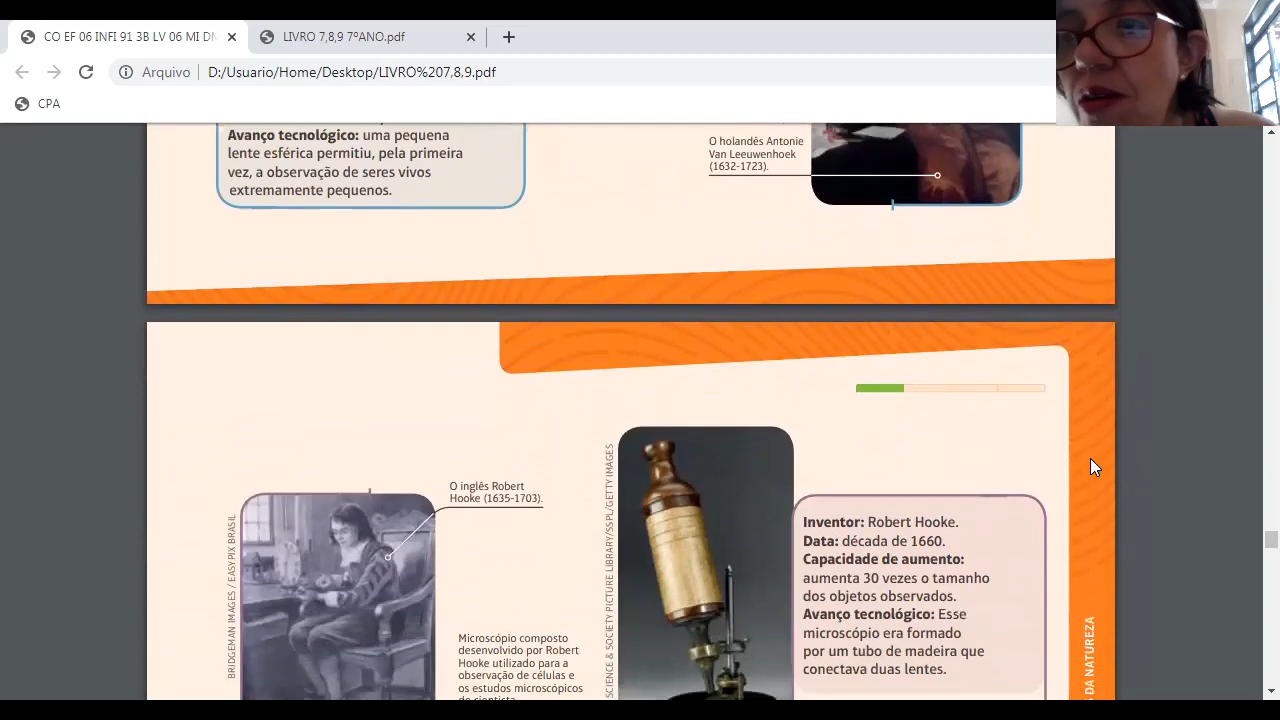 CO EF 06 INFI 91 3B LV 06 MI DM
LIVRO 7,8,9 7ºANO.pdf
Arquivo
D:/Usuario/Home/Desktop/LIVRO%207,8,9.pdf
CPA
Avanço tecnológico: uma pequena
lente esférica permitiu, pela primeira
vez, a observação de seres vivos
extremamente pequenos.
O holandês Antonie
Van Leeuwenhoek
(1632-1723).
BRIDGEMAN IMAGES / EASYPIX BRASIL
O inglês Robert
Hooke (1635-1703).
Microscópio composto
desenvolvido por Robert
Hooke utilizado para a
observação de células e
os estudos microscópicos
do cientista.
SCIENCE & SOCIETY PICTURE LIBRARY/SSPL/GETTY IMAGES
Inventor: Robert Hooke.
Data: década de 1660.
Capacidade de aumento:
aumenta 30 vezes o tamanho
dos objetos observados.
Avanço tecnológico: Esse
microscópio era formado
por um tubo de madeira que
conectava duas lentes.
DA NATUREZA